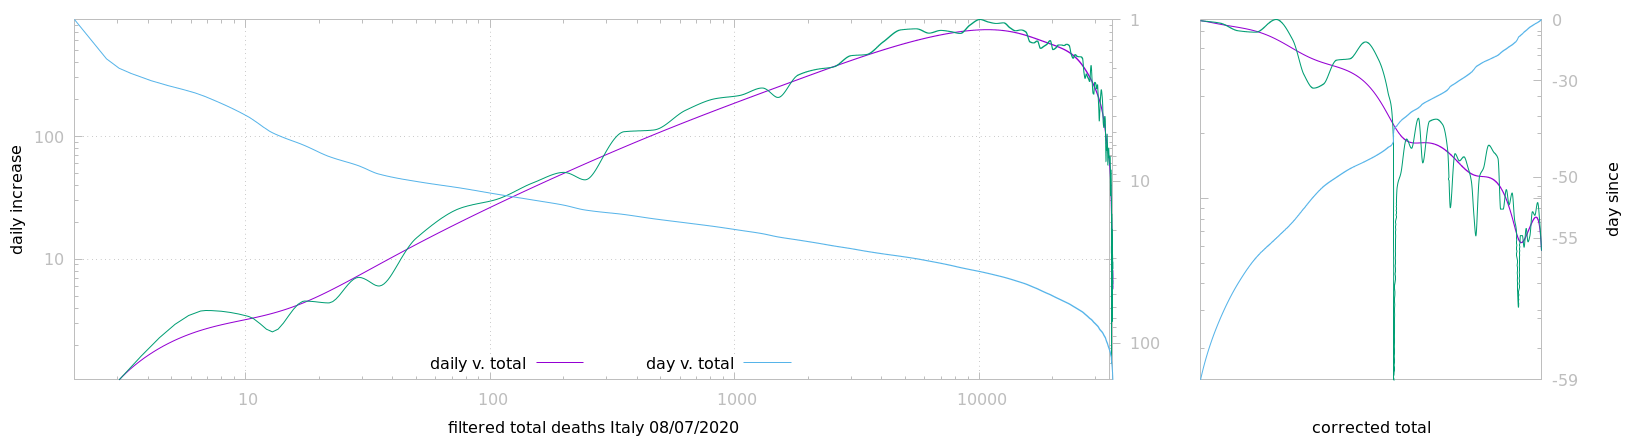 daily increase
100
10
daily v. total
day v. total
10
100
1000
10000
filtered total deaths Italy 08/07/2020
1
10
100
0
-30
-50
-55
-59
day since
corrected total